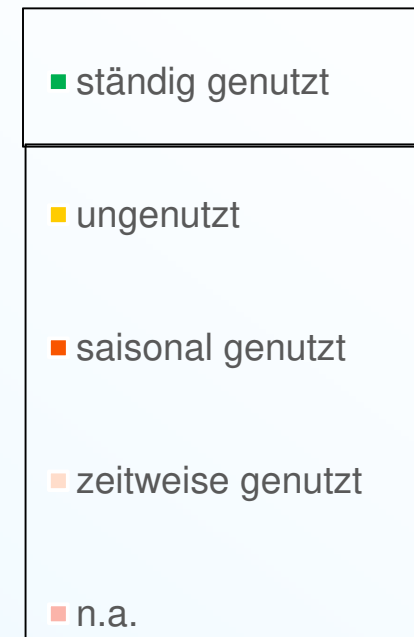 ständig genutzt
ungenutzt
saisonal genutzt
zeitweise genutzt
n.a.